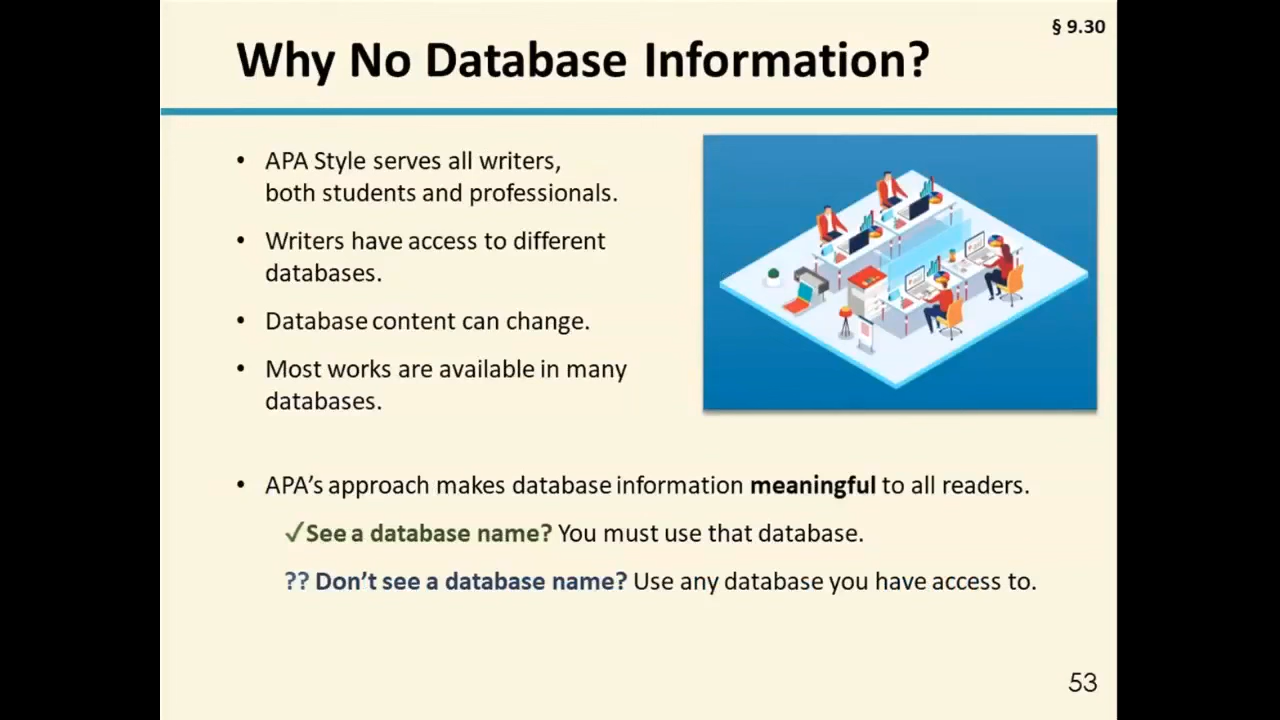 § 9.30
Why No Database Information?
• APA Style serves all writers,
both students and professionals.
• Writers have access to different
databases.
• Database content can change.
• Most works are available in many
databases.
• APA’s approach makes database information meaningful to all readers.
✓See a database name? You must use that database.
?? Don’t see a database name? Use any database you have access to.
53